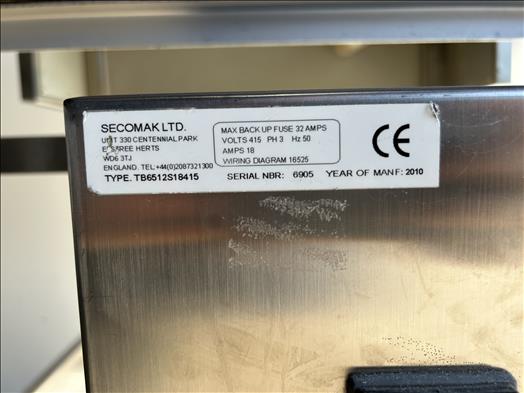 SECOMAK LTD.
UNIT 330 CENTENNIAL PARK
ELSTREE HERTS
WD6 3TJ
ENGLAND. TEL:+44(0)2087321300
TYPE. TB6512S18415
MAX BACK UP FUSE 32 AMPS
VOLTS 415 PH 3 Hz 50
AMPS 18
WIRING DIAGRAM 16525
SERIAL NBR: 6905 YEAR OF MANF: 2010
CE